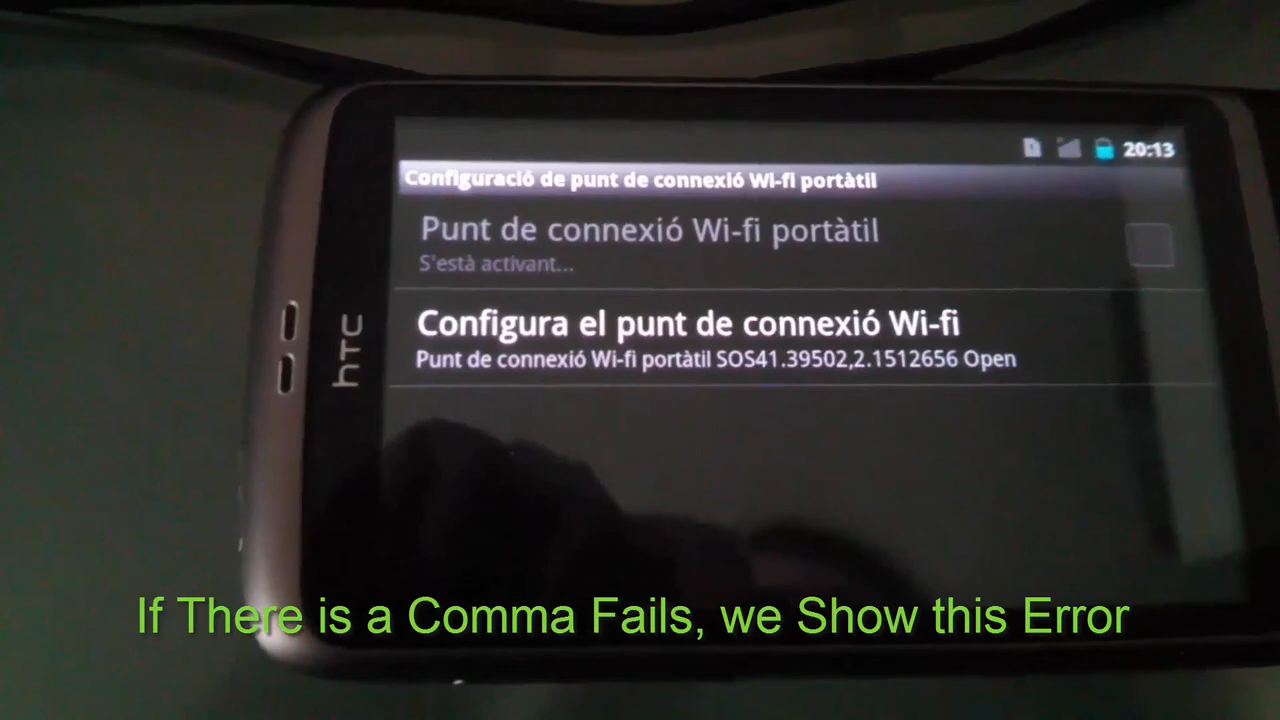 20:13
Configuració de punt de connexió Wi-fi portàtil
Punt de connexió Wi-fi portàtil
S'està activant...
Configura el punt de connexió Wi-fi
Punt de connexió Wi-fi portàtil SOS41.39502,2.1512656 Open
hTC
If There is a Comma Fails, we Show this Error